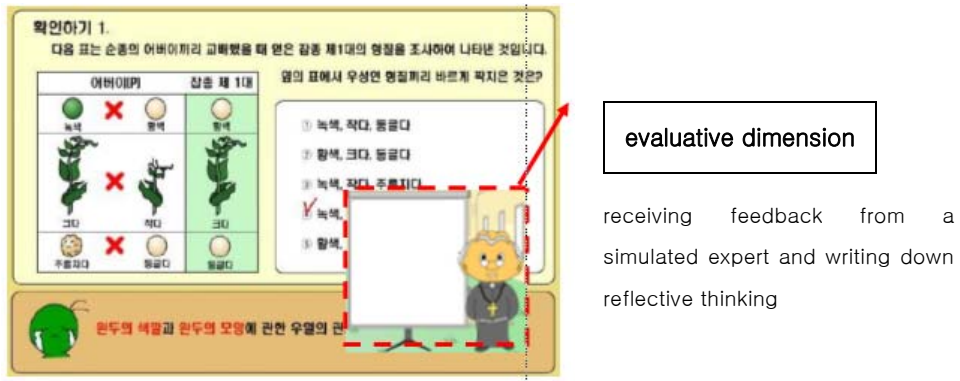 확인하기 1.
다음 표는 순종의 어버이끼리 교배했을 때 얻은 잡종 제1대의 형질을 조사하여 나타낸 것입니다.
어버이(P) 잡종 제 1대
녹색 황색 황색
크다 작다 크다
주름지다 둥글다 둥글다
옆의 표에서 우성인 형질끼리 바르게 짝지은 것은?
① 녹색, 작다, 둥글다
② 황색, 크다, 둥글다
③ 녹색, 작다, 주름지다
녹색,
⑤ 황색,
완두의 색깔과 완두의 모양에 관한 우열의 관
evaluative dimension
receiving feedback from a
simulated expert and writing down
reflective thinking